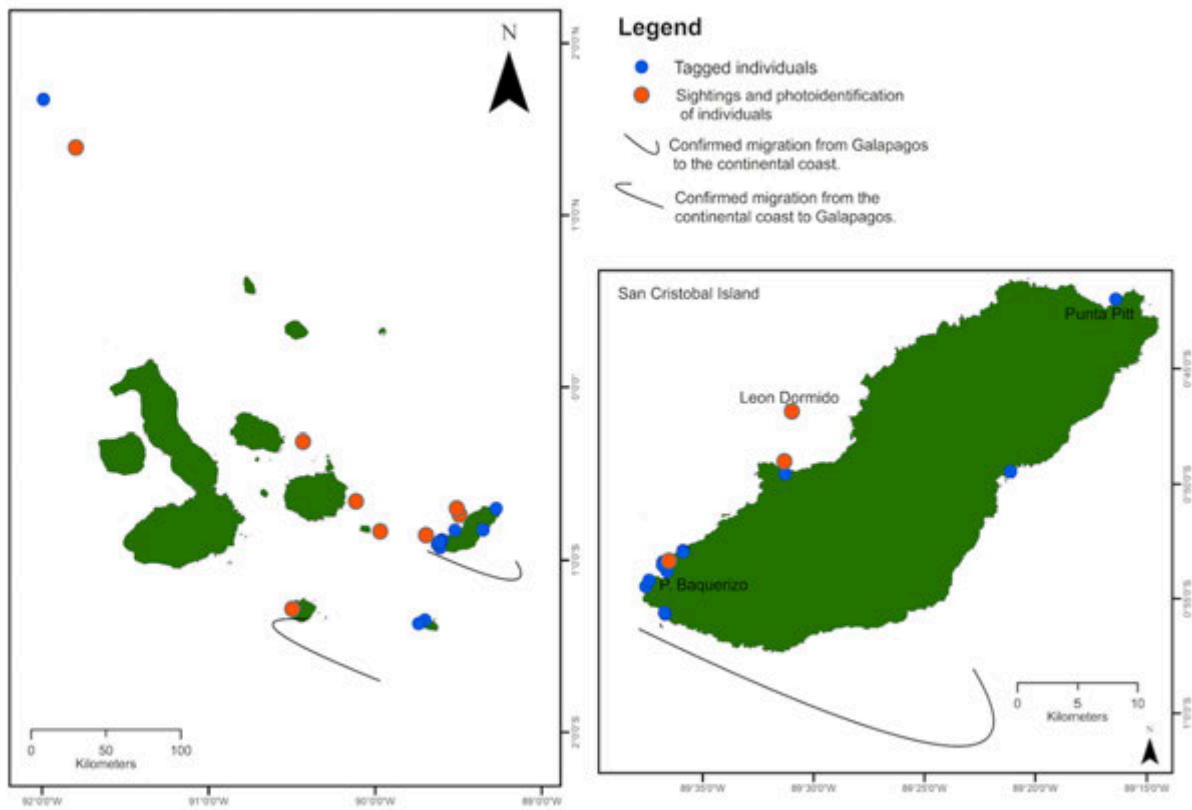 N
2°0'0"N
1°0'0"N
0°0'0"
1°0'0"S
2°0'0"S
0 50 100
Kilometers
92°0'0"W 91°0'0"W 90°0'0"W 89°0'0"W
Legend
Tagged individuals
Sightings and photoidentification
of individuals
Confirmed migration from Galapagos
to the continental coast.
Confirmed migration from the
continental coast to Galapagos.
San Cristobal Island
Punta Pitt
Leon Dormido
P. Baquerizo
0°45'S
0°50'S
0°55'S
0 5 10
Kilometers
N
89°35'W 89°30'W 89°25'W 89°20'W 89°15'W